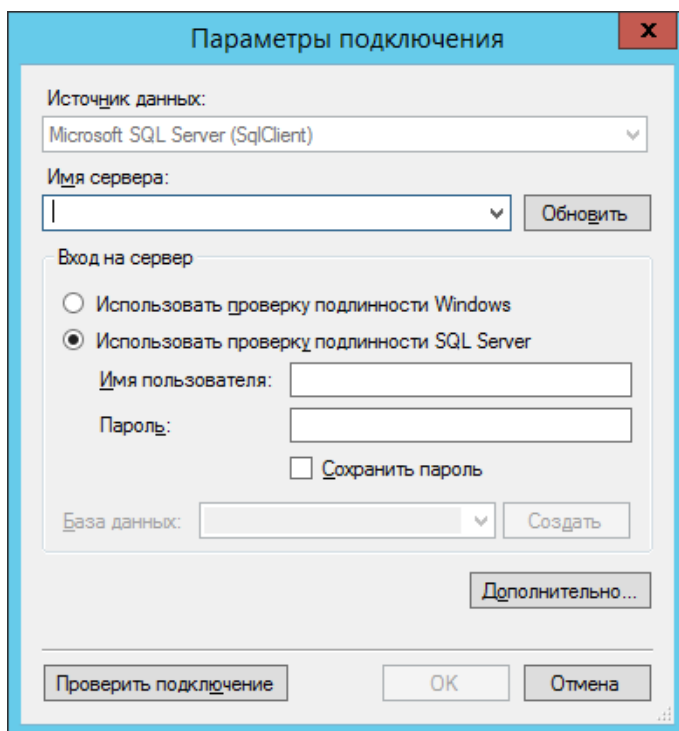 Параметры подключения
x
Источник данных:
Microsoft SQL Server (SqlClient)
Имя сервера:
Обновить
Вход на сервер
Использовать проверку подлинности Windows
Использовать проверку подлинности SQL Server
Имя пользователя:
Пароль:
Сохранить пароль
База данных: Создать
Дополнительно...
Проверить подключение OK Отмена